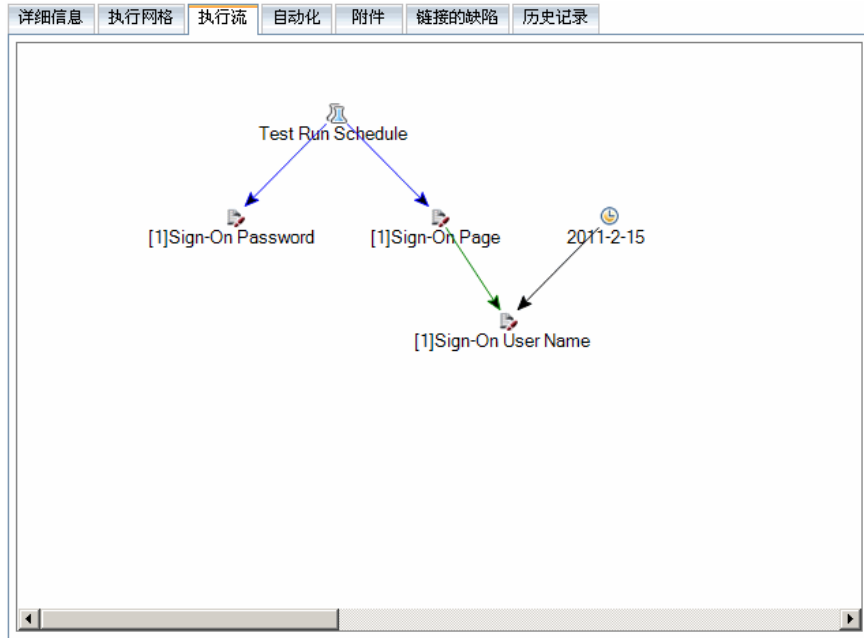 详细信息 执行网格 执行流 自动化 附件 链接的缺陷 历史记录
Test Run Schedule
[1]Sign-On Password [1]Sign-On Page 2011-2-15
[1]Sign-On User Name